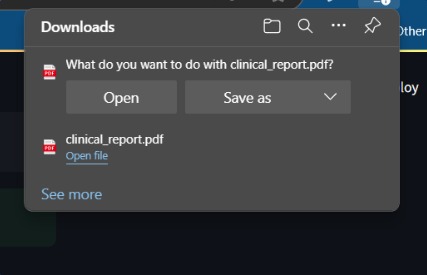 Downloads
Other
What do you want to do with clinical_report.pdf?
Open
Save as
loy
clinical_report.pdf
Open file
See more